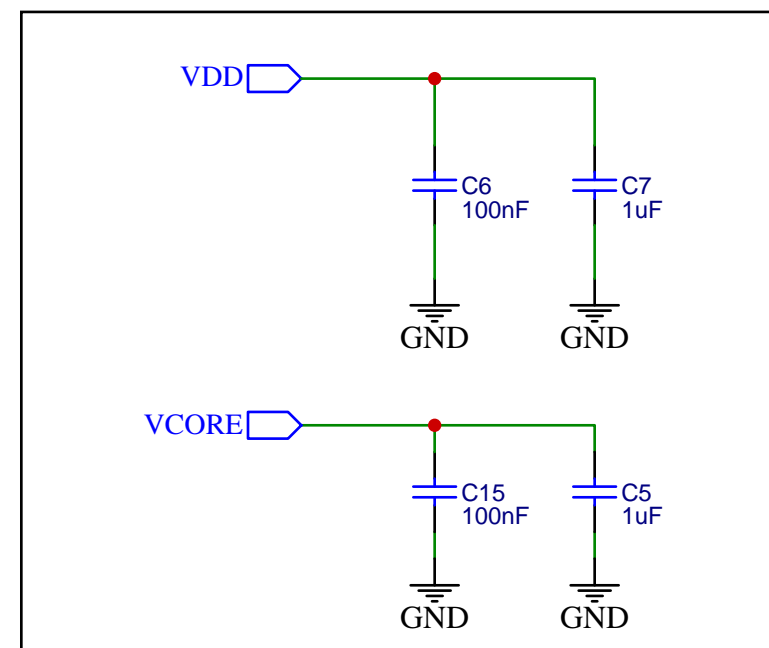 VDD
C6
100nF
C7
1uF
GND
GND
VCORE
C15
100nF
C5
1uF
GND
GND